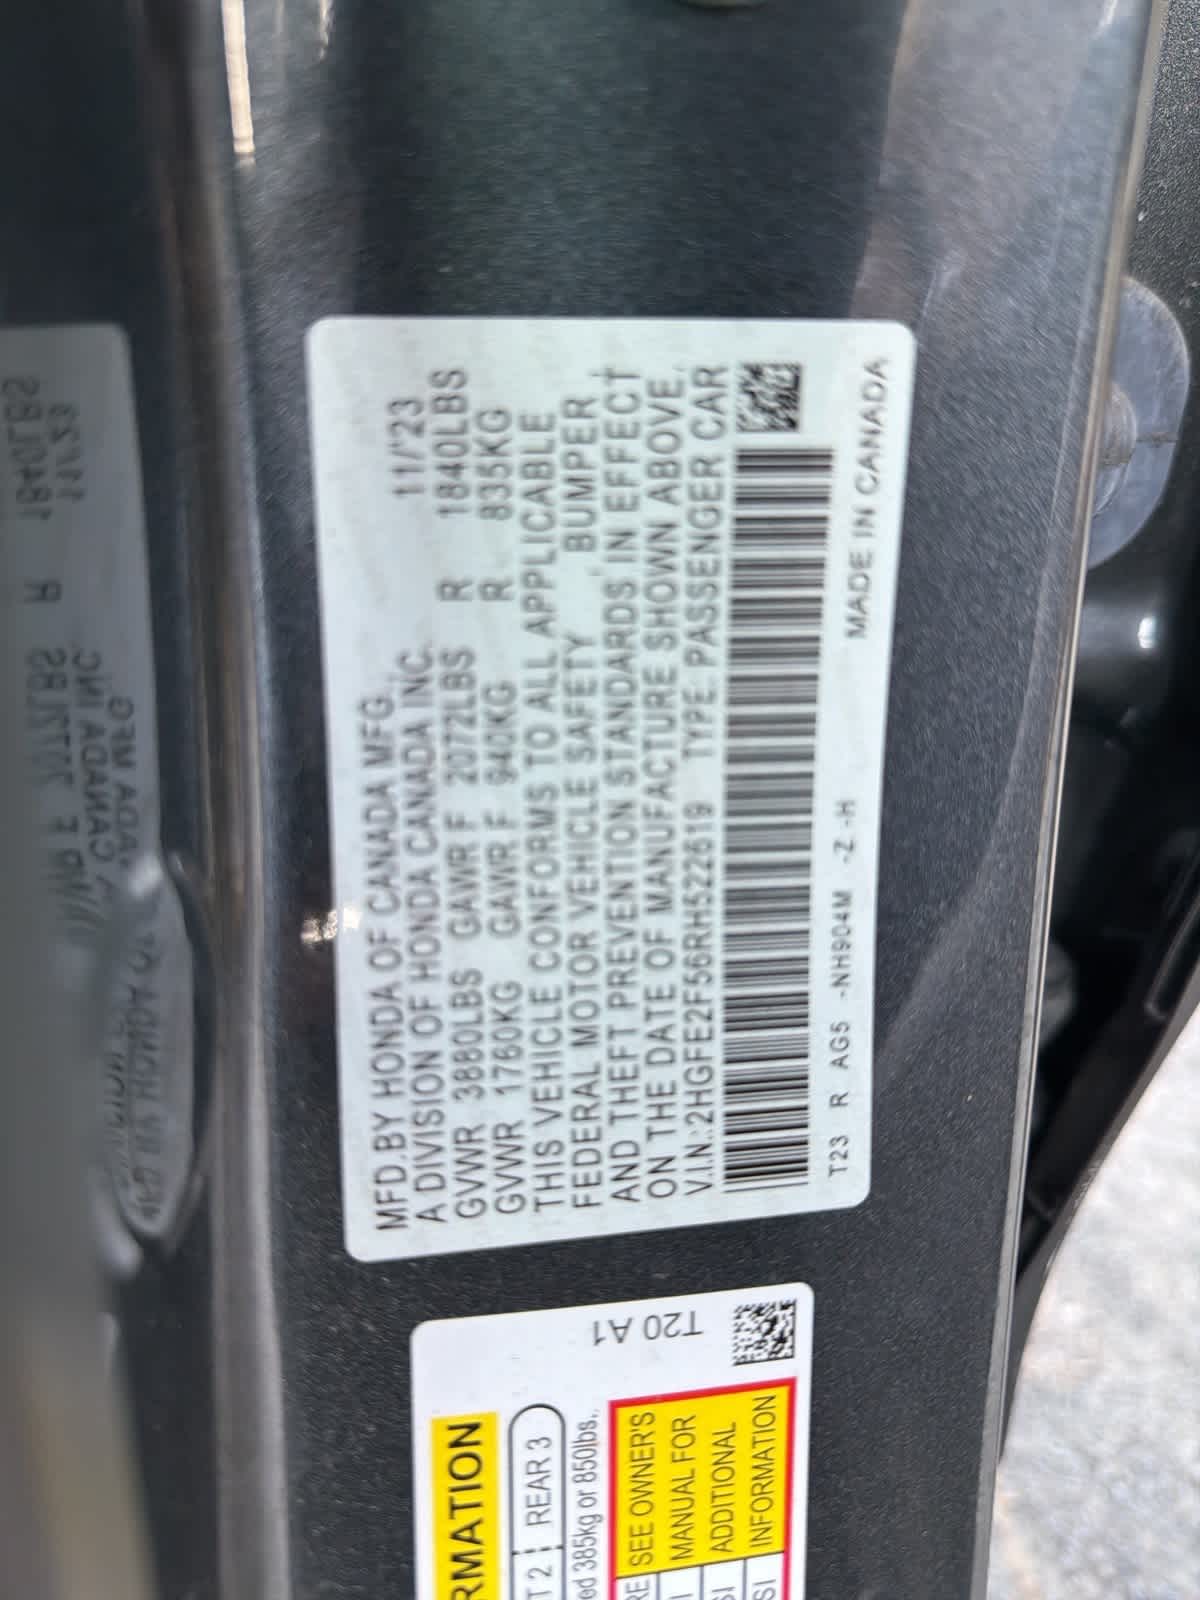 MFD.BY HONDA OF CANADA MFG. 11/'23
A DIVISION OF HONDA CANADA INC.
GVWR 3880LBS GAWR F 2072LBS R 1840LBS
GVWR 1760KG GAWR F 940KG R 835KG
THIS VEHICLE CONFORMS TO ALL APPLICABLE
FEDERAL MOTOR VEHICLE SAFETY, BUMPER
AND THEFT PREVENTION STANDARDS IN EFFECT
ON THE DATE OF MANUFACTURE SHOWN ABOVE.
V.I.N.:2HGFE2F56RH522619 TYPE:PASSENGER CAR
T23 R AG5 -NH904M -Z -H MADE IN CANADA
T20 A1
RMATION
T 2 REAR 3
ed 385kg or 850lbs.
SEE OWNER'S
MANUAL FOR
ADDITIONAL
INFORMATION